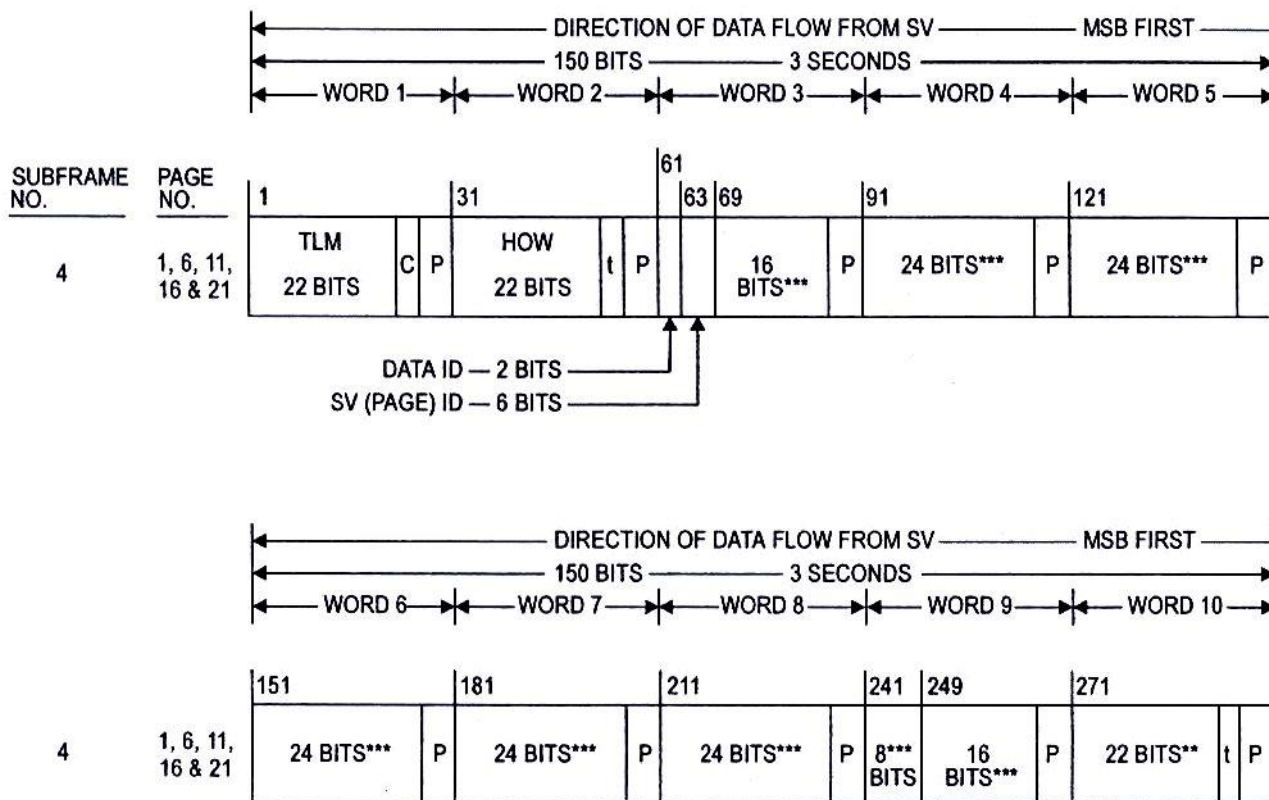 DIRECTION OF DATA FLOW FROM SV MSB FIRST
150 BITS 3 SECONDS
WORD 1 WORD 2 WORD 3 WORD 4 WORD 5
SUBFRAME NO.
PAGE NO.
1 31 61 63 69 91 121
4
1, 6, 11,
16 & 21
TLM
22 BITS
C
P
HOW
22 BITS
t
P
16
BITS***
P
24 BITS***
P
24 BITS***
P
DATA ID — 2 BITS
SV (PAGE) ID — 6 BITS
DIRECTION OF DATA FLOW FROM SV MSB FIRST
150 BITS 3 SECONDS
WORD 6 WORD 7 WORD 8 WORD 9 WORD 10
151 181 211 241 249 271
4
1, 6, 11,
16 & 21
24 BITS***
P
24 BITS***
P
24 BITS***
P
8***
BITS
16
BITS***
P
22 BITS**
t
P